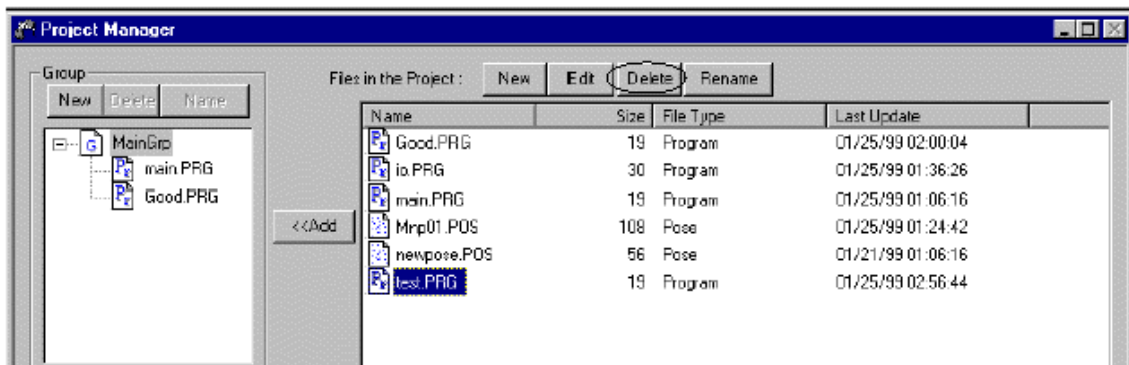 Project Manager
Group
New Delete Name
MainGrp
main.PRG
Good.PRG
<<Add
Files in the Project : New Edit Delete Rename
Name Size File Type Last Update
Good.PRG 19 Program 01/25/99 02:00:04
io.PRG 30 Program 01/25/99 01:36:26
main.PRG 19 Program 01/25/99 01:06:16
Mnp01.POS 108 Pose 01/25/99 01:24:42
newpose.POS 56 Pose 01/21/99 01:06:16
test.PRG 19 Program 01/25/99 02:56:44